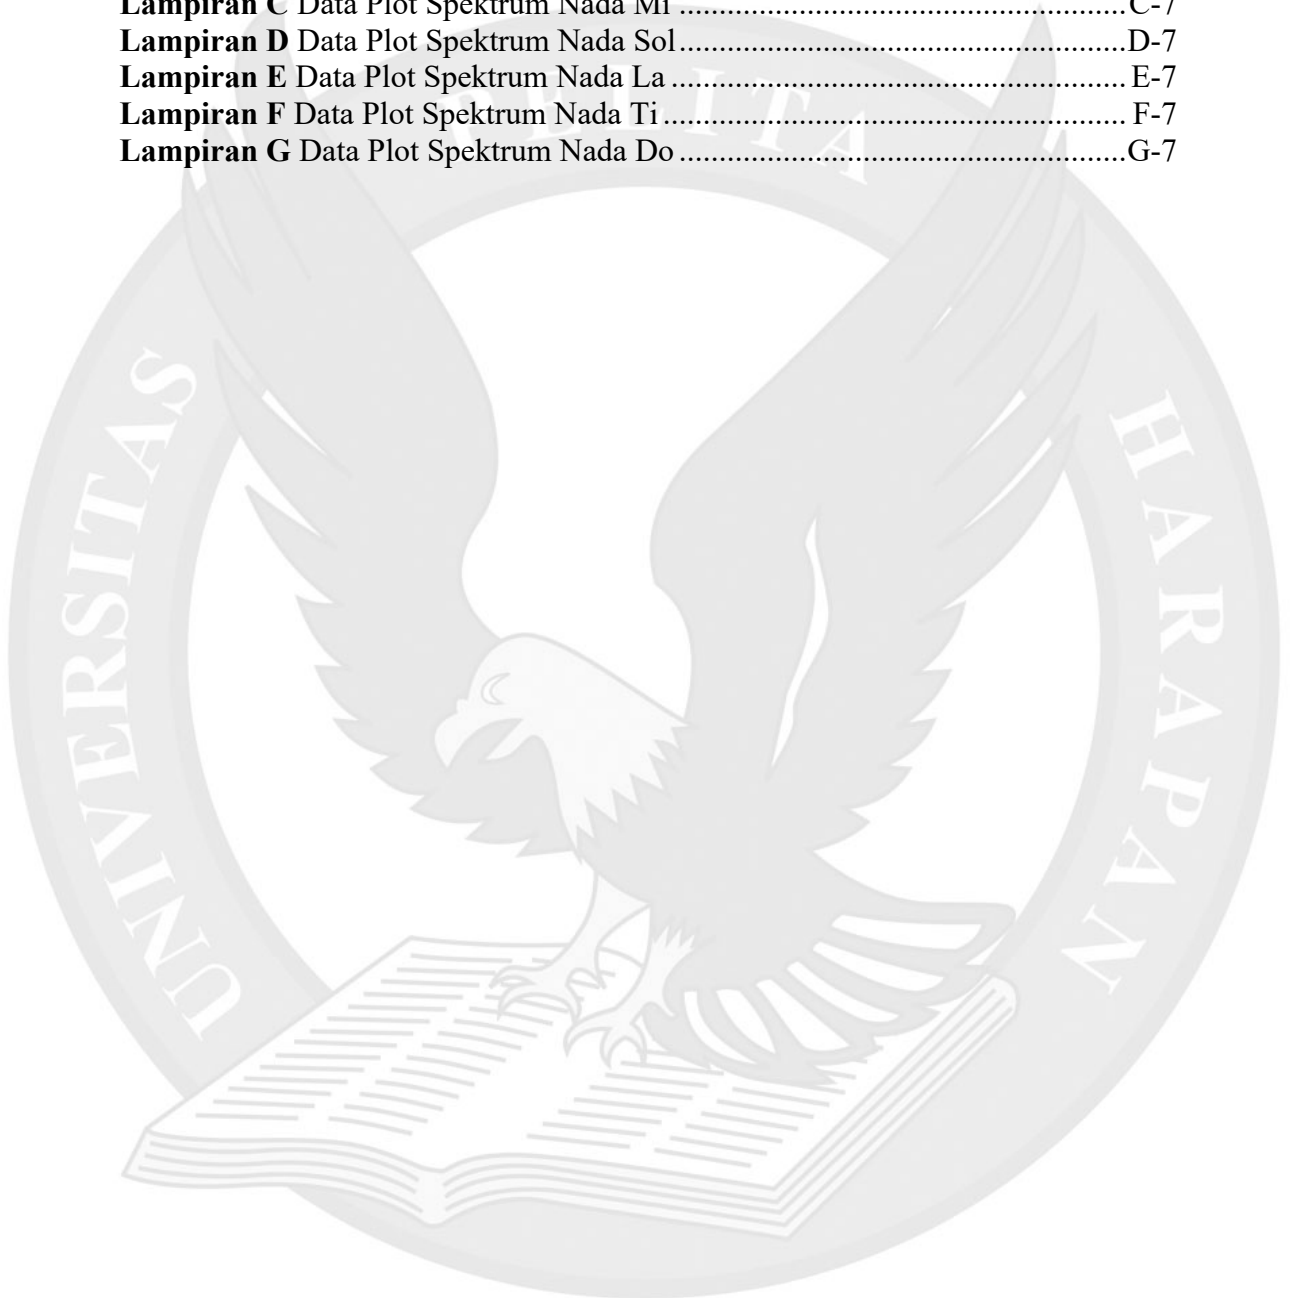 Lampiran C Data Plot Spektrum Nada Mi ........................................................C-7
Lampiran D Data Plot Spektrum Nada Sol........................................................D-7
Lampiran E Data Plot Spektrum Nada La ........................................................ E-7
Lampiran F Data Plot Spektrum Nada Ti......................................................... F-7
Lampiran G Data Plot Spektrum Nada Do .......................................................G-7
UNIVERSITAS PELITA HARAPAN